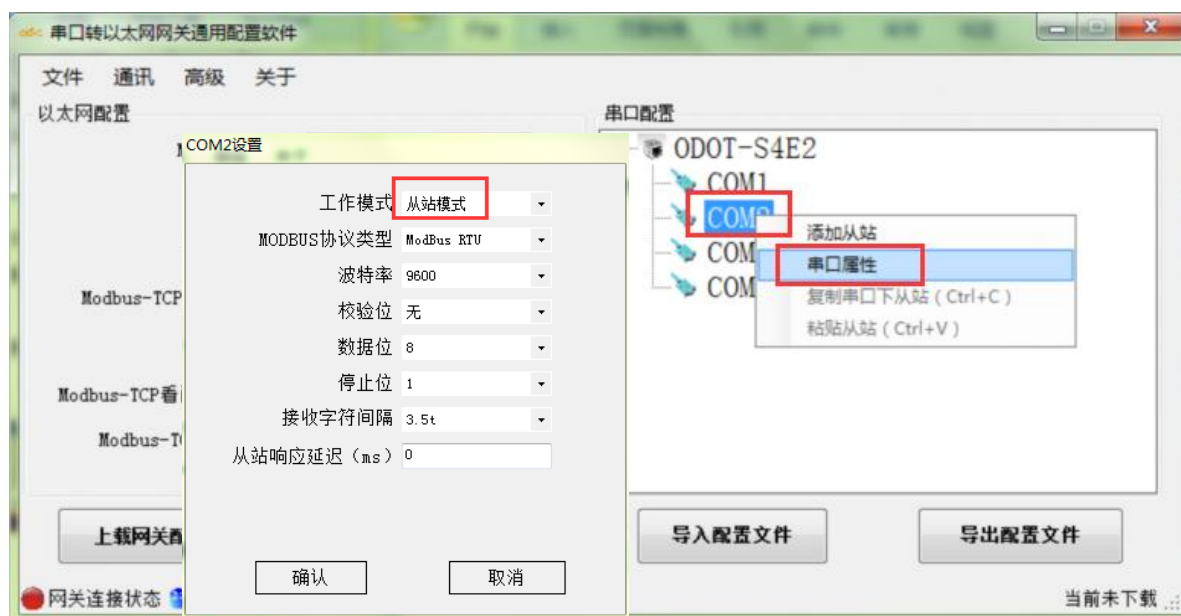 串口转以太网网关通用配置软件
文件 通讯 高级 关于
以太网配置
串口配置
ODOT-S4E2
COM1
COM2
COM
COM
添加从站
串口属性
复制串口下从站（Ctrl+C）
粘贴从站（Ctrl+V）
COM2设置
工作模式 从站模式
MODBUS协议类型 ModBus RTU
波特率 9600
校验位 无
数据位 8
停止位 1
接收字符间隔 3.5t
从站响应延迟（ms） 0
确认 取消
Modbus-TCP
Modbus-TCP看
Modbus-T
上载网关配
导入配置文件 导出配置文件
网关连接状态
当前未下载